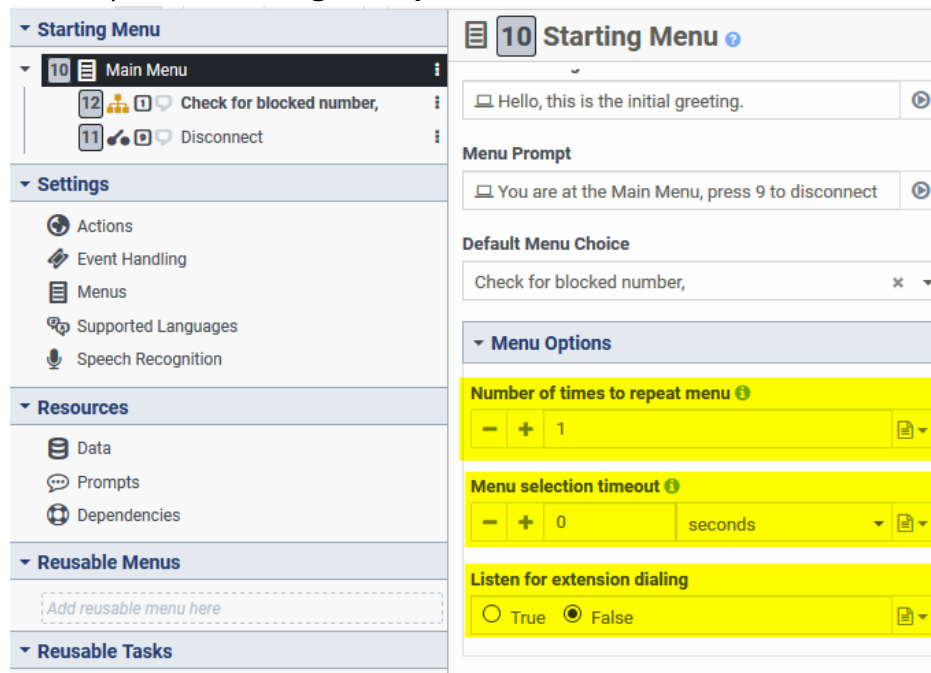 Starting Menu
10 Main Menu
12 1 Check for blocked number,
11 9 Disconnect
Settings
Actions
Event Handling
Menus
Supported Languages
Speech Recognition
Resources
Data
Prompts
Dependencies
Reusable Menus
Add reusable menu here
Reusable Tasks
10 Starting Menu ?
Hello, this is the initial greeting.
Menu Prompt
You are at the Main Menu, press 9 to disconnect
Default Menu Choice
Check for blocked number,
Menu Options
Number of times to repeat menu
1
Menu selection timeout
0 seconds
Listen for extension dialing
True False